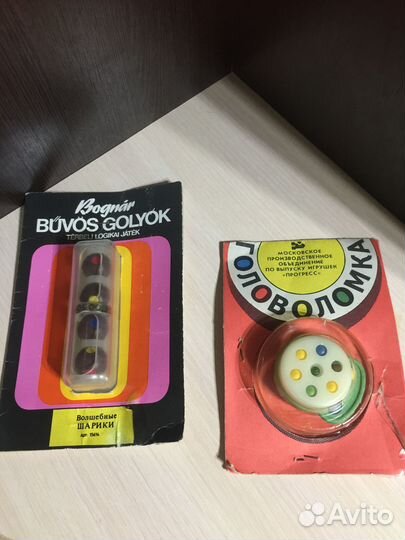 Bognár
BŰVÖS GOLYÓK
TÉRBELI LOGIKAI JÁTÉK
Волшебные
ШАРИКИ
МОСКОВСКОЕ
ПРОИЗВОДСТВЕННОЕ
ОБЪЕДИНЕНИЕ
ПО ВЫПУСКУ ИГРУШЕК
«ПРОГРЕСС»
ГОЛОВОЛОМКА
Avito